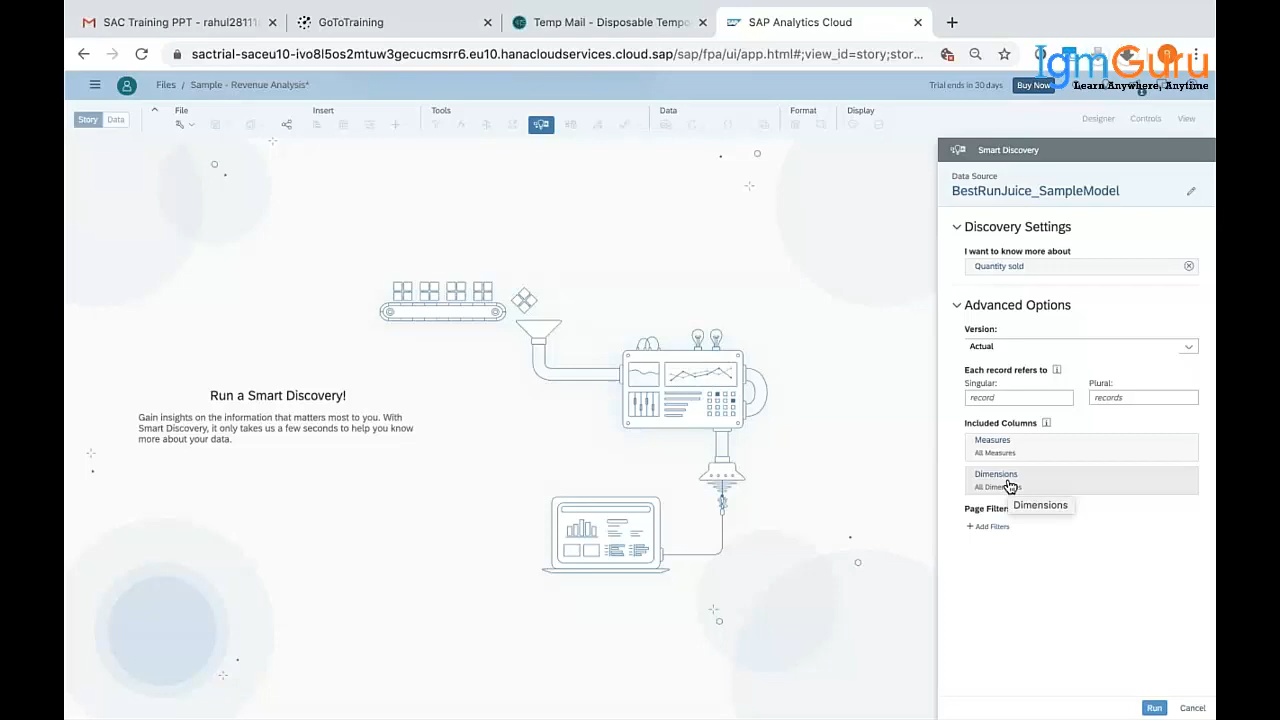 SAC Training PPT - rahul28111
GoToTraining
Temp Mail - Disposable Tempo
SAP Analytics Cloud
sactrial-saceu10-ivo8l5os2mtuw3gecucmsrr6.eu10.hanacloudservices.cloud.sap/sap/fpa/ui/app.html#;view_id=story;stor...
IgmGuru
Learn Anywhere, Anytime
Files / Sample - Revenue Analysis*
Trial ends in 30 days
Buy Now
Story
Data
File
Insert
Tools
Data
Format
Display
Designer
Controls
View
Smart Discovery
Data Source
BestRunJuice_SampleModel
Discovery Settings
I want to know more about
Quantity sold
Advanced Options
Version:
Actual
Each record refers to
Singular:
Plural:
record
records
Included Columns
Measures
All Measures
Dimensions
Dimensions
+ Add Filters
Run a Smart Discovery!
Gain insights on the information that matters most to you. With
Smart Discovery, it only takes us a few seconds to help you know
more about your data.
Run
Cancel